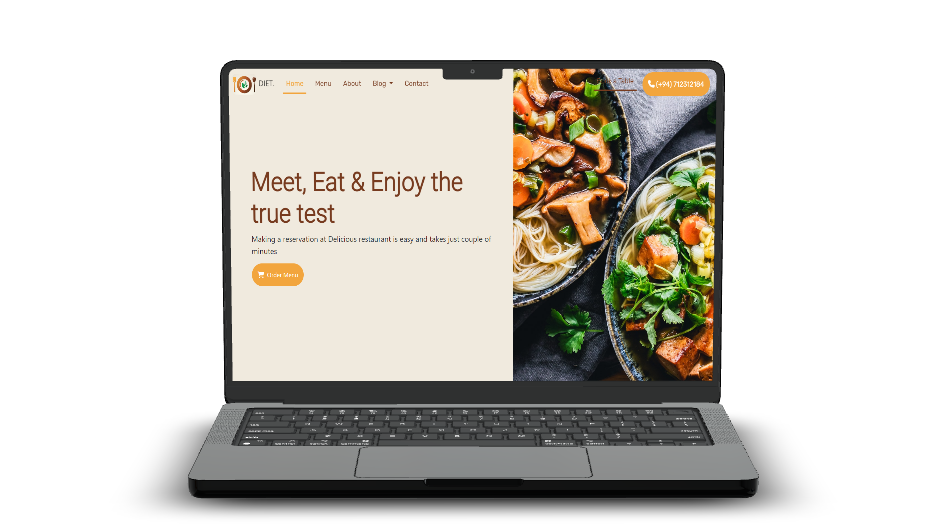 DIET.
Home Menu About Blog Contact
(+94) 712312184
Meet, Eat & Enjoy the
true test
Making a reservation at Delicious restaurant is easy and takes just couple of
minutes
Order Menu